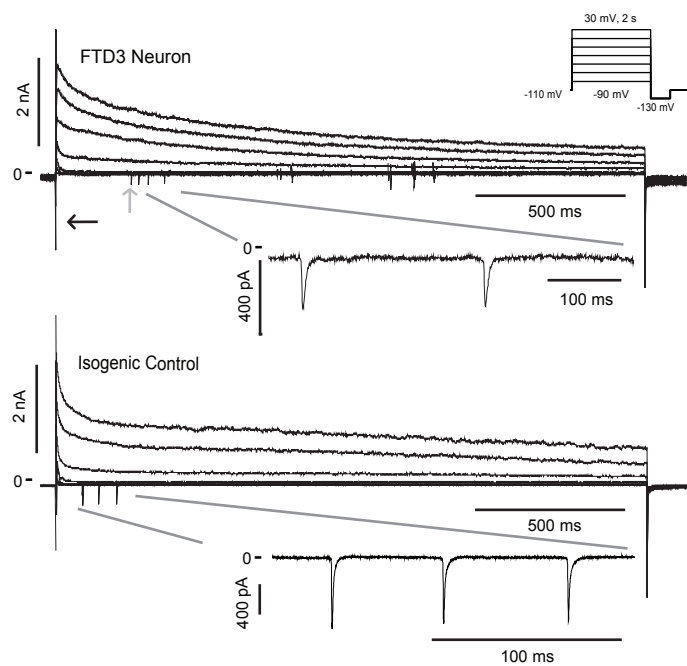 30 mV, 2 s
FTD3 Neuron
2 nA
-110 mV
-90 mV
-130 mV
0
500 ms
0
400 pA
100 ms
Isogenic Control
2 nA
0
500 ms
0
400 pA
100 ms